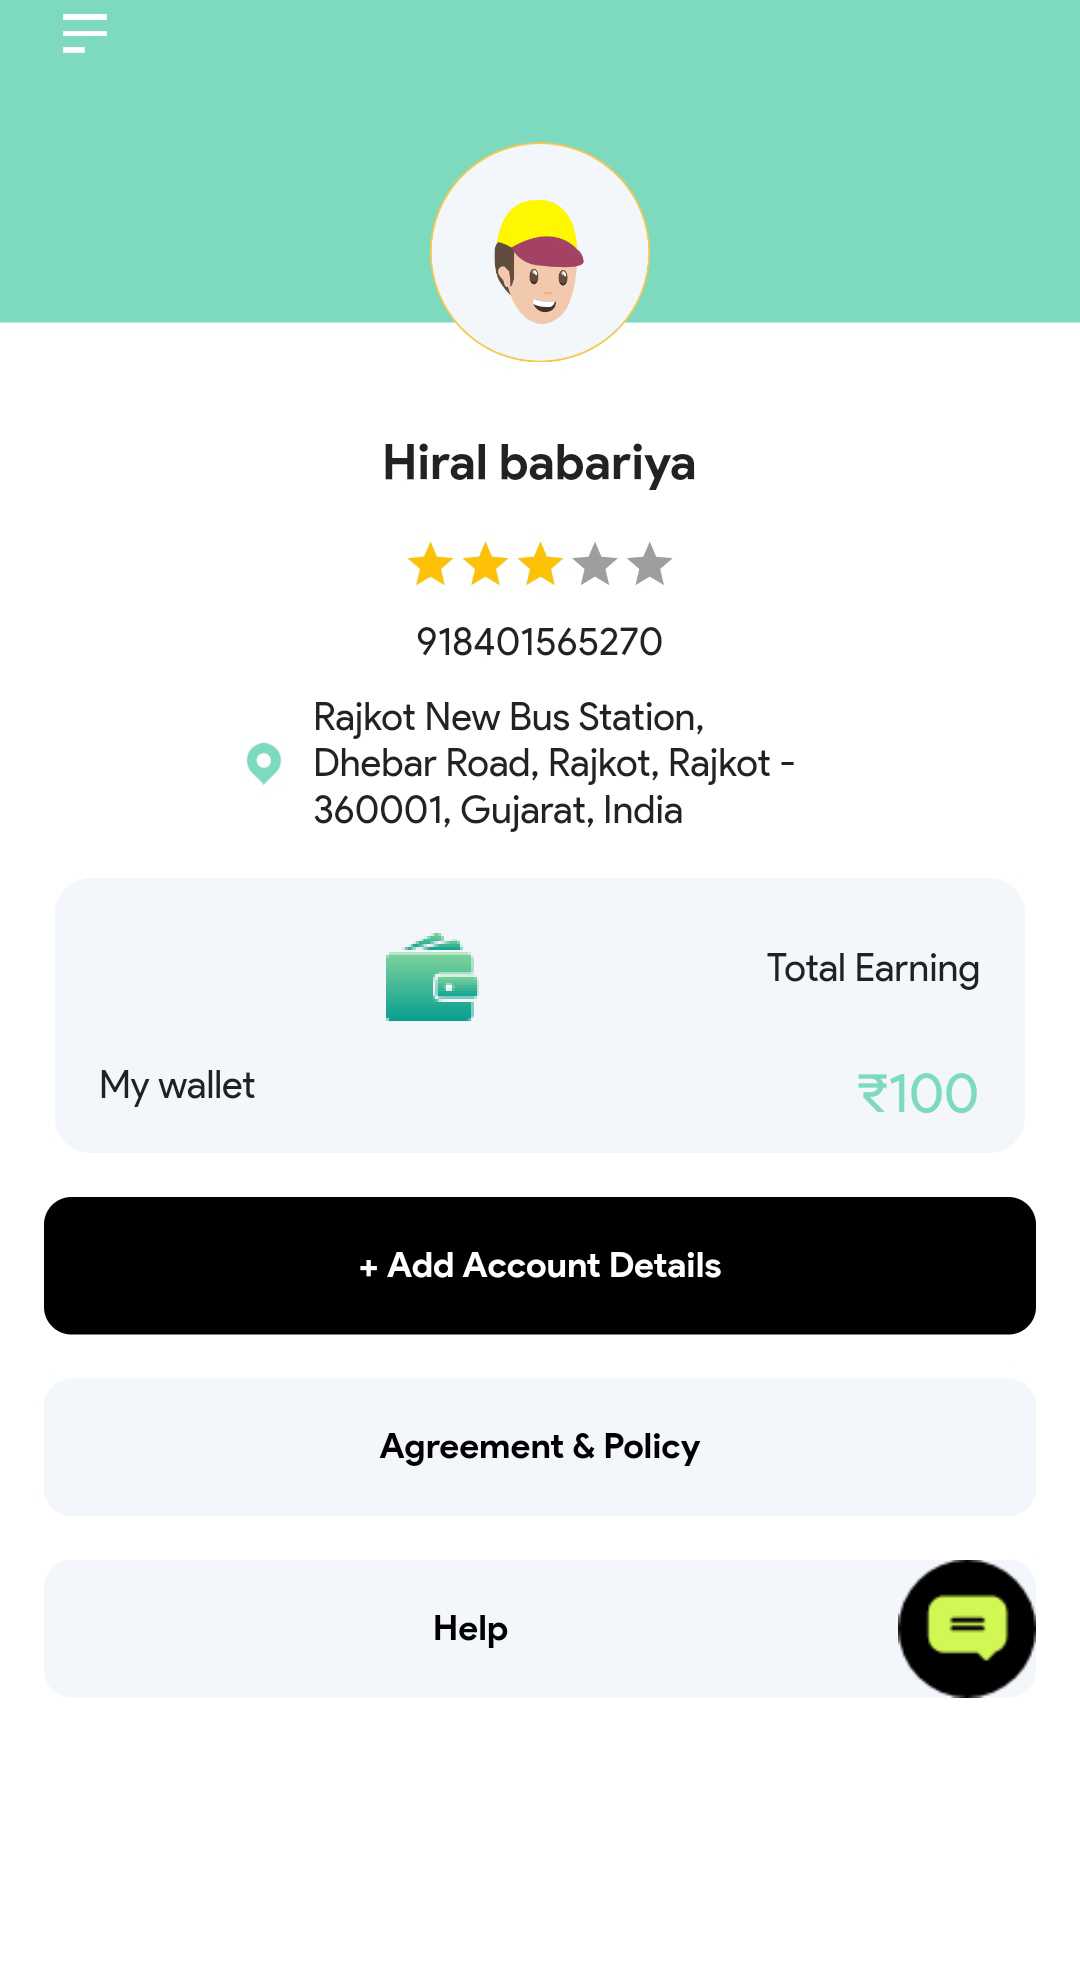 Hiral babariya
918401565270
Rajkot New Bus Station,
Dhebar Road, Rajkot, Rajkot -
360001, Gujarat, India
Total Earning
My wallet
₹100
+ Add Account Details
Agreement & Policy
Help